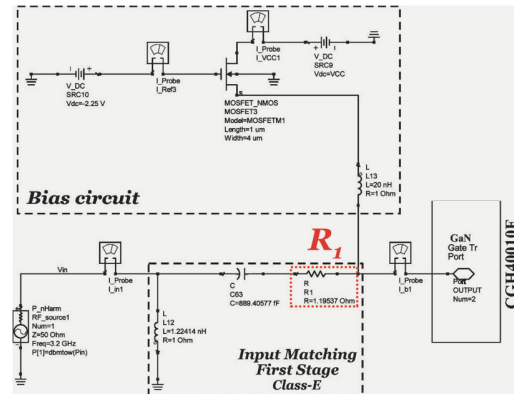 I_Probe
I_VCC1
V_DC
SRC9
Vdc=VCC
I_Probe
I_Ref3
V_DC
SRC10
Vdc=-2.25 V
MOSFET_NMOS
MOSFET3
Model=MOSFETM1
Length=1 um
Width=4 um
Bias circuit
L
L13
L=20 nH
R=1 Ohm
R1
GaN
Gate Tr
Port
Port
OUTPUT
Num=2
CGH40010F
Vin
I_Probe
I_in1
C
C63
C=889.40577 fF
R
R1
R=1.19537 Ohm
I_Probe
I_b1
P_nHarm
RF_source1
Num=1
Z=50 Ohm
Freq=3.2 GHz
P[1]=dbmtow(Pin)
L
L12
L=1.22414 nH
R=1 Ohm
Input Matching
First Stage
Class-E